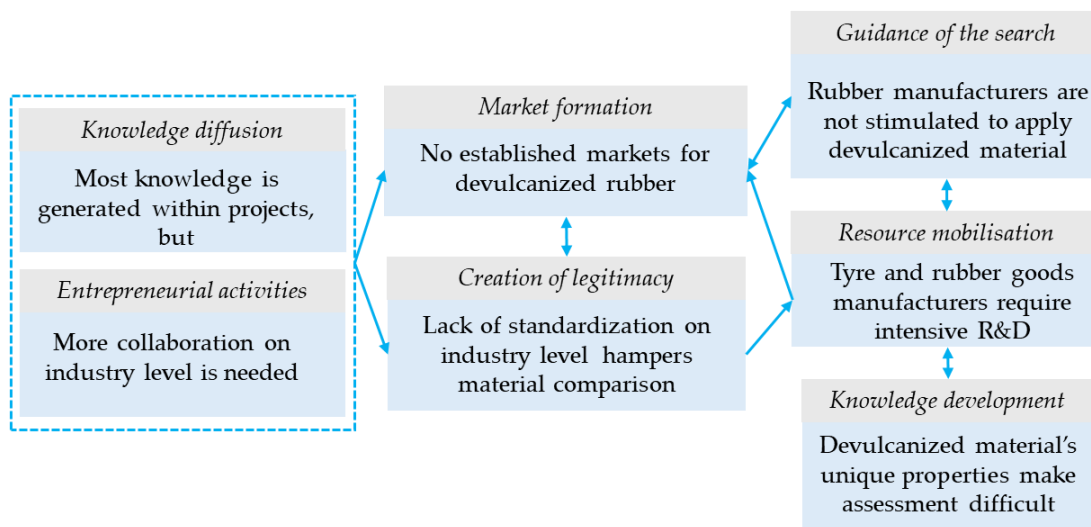 Knowledge diffusion
Most knowledge is
generated within projects,
but
Entrepreneurial activities
More collaboration on
industry level is needed
Market formation
No established markets for
devulcanized rubber
Creation of legitimacy
Lack of standardization on
industry level hampers
material comparison
Guidance of the search
Rubber manufacturers are
not stimulated to apply
devulcanized material
Resource mobilisation
Tyre and rubber goods
manufacturers require
intensive R&D
Knowledge development
Devulcanized material’s
unique properties make
assessment difficult